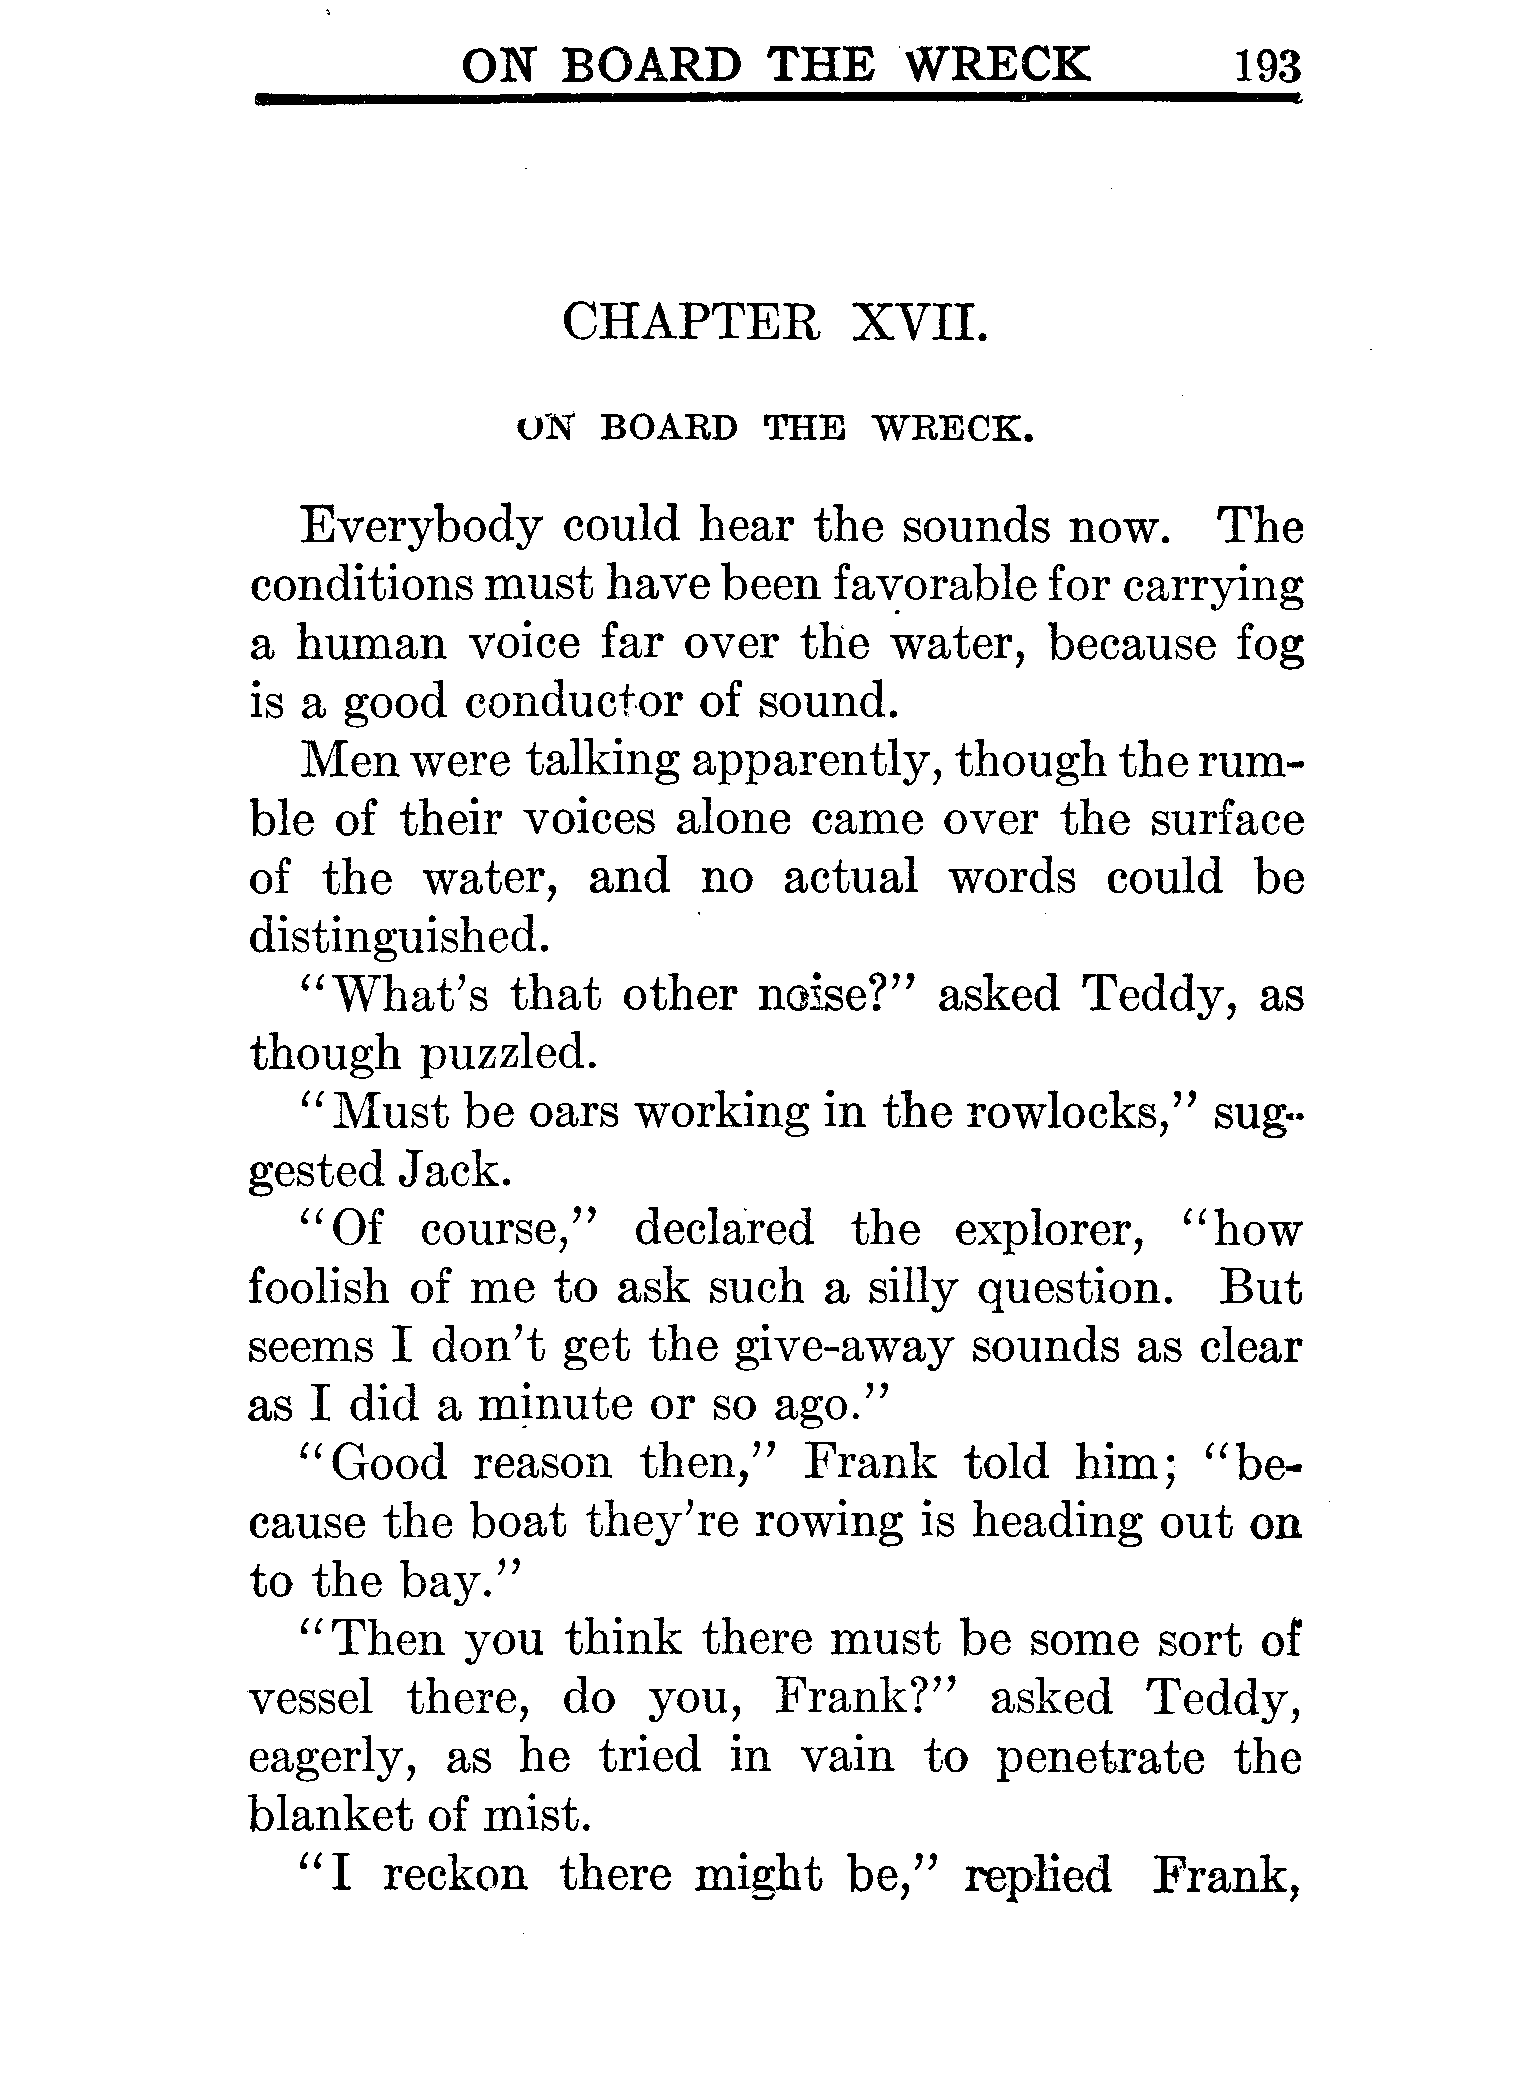 ON BOARD THE WRECK 193
CHAPTER XVII.
ON BOARD THE WRECK.
Everybody could hear the sounds now. The
conditions must have been favorable for carrying
a human voice far over the water, because fog
is a good conductor of sound.
Men were talking apparently, though the rum-
ble of their voices alone came over the surface
of the water, and no actual words could be
distinguished.
"What's that other noise?" asked Teddy, as
though puzzled.
"Must be oars working in the rowlocks," sug-
gested Jack.
"Of course," declared the explorer, "how
foolish of me to ask such a silly question. But
seems I don't get the give-away sounds as clear
as I did a minute or so ago."
"Good reason then," Frank told him; "be-
cause the boat they're rowing is heading out on
to the bay."
"Then you think there must be some sort of
vessel there, do you, Frank?" asked Teddy,
eagerly, as he tried in vain to penetrate the
blanket of mist.
"I reckon there might be," replied Frank,